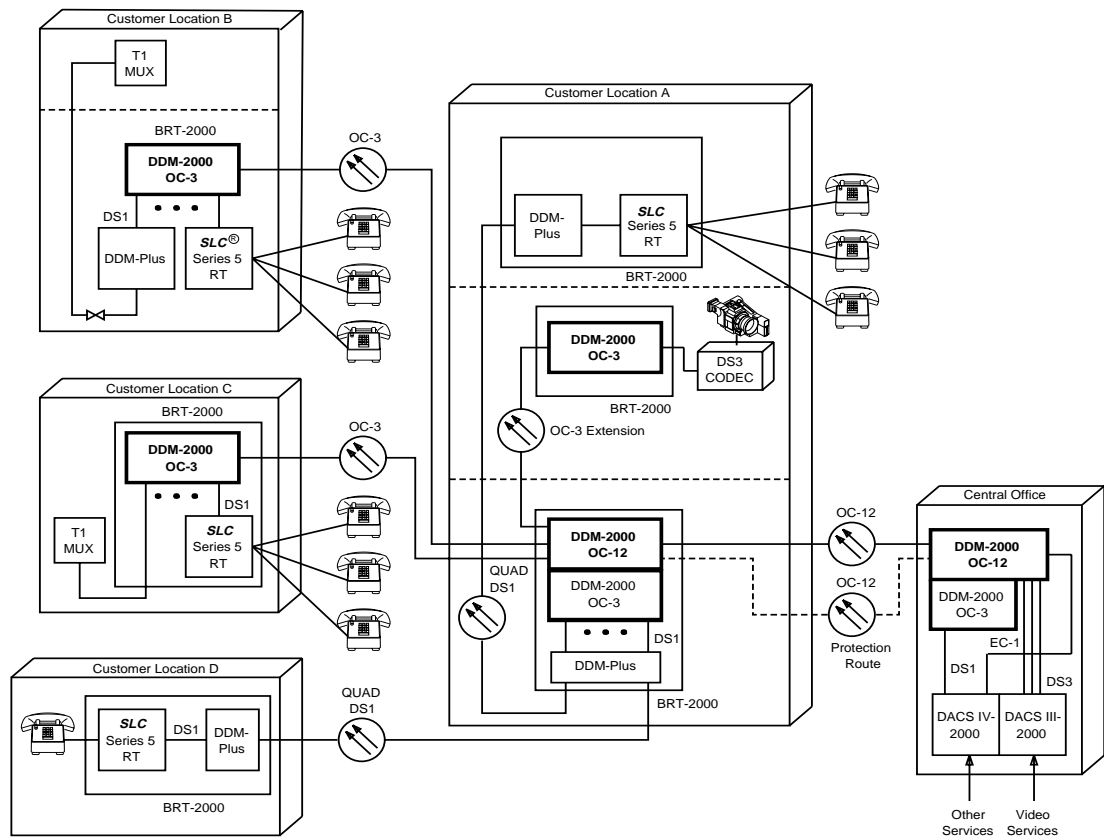 Customer Location B
T1
MUX
BRT-2000
DDM-2000
OC-3
DS1
DDM-Plus
SLC®
Series 5
RT
OC-3
Customer Location C
BRT-2000
DDM-2000
OC-3
DS1
T1
MUX
SLC
Series 5
RT
OC-3
Customer Location D
SLC
Series 5
RT
DS1
DDM-
Plus
BRT-2000
QUAD
DS1
Customer Location A
DDM-
Plus
SLC
Series 5
RT
BRT-2000
DDM-2000
OC-3
DS3
CODEC
BRT-2000
OC-3 Extension
QUAD
DS1
DDM-2000
OC-12
DDM-2000
OC-3
DS1
DDM-Plus
BRT-2000
OC-12
OC-12
Protection
Route
Central Office
DDM-2000
OC-12
DDM-2000
OC-3
EC-1
DS1
DS3
DACS IV-
2000
DACS III-
2000
Other
Services
Video
Services